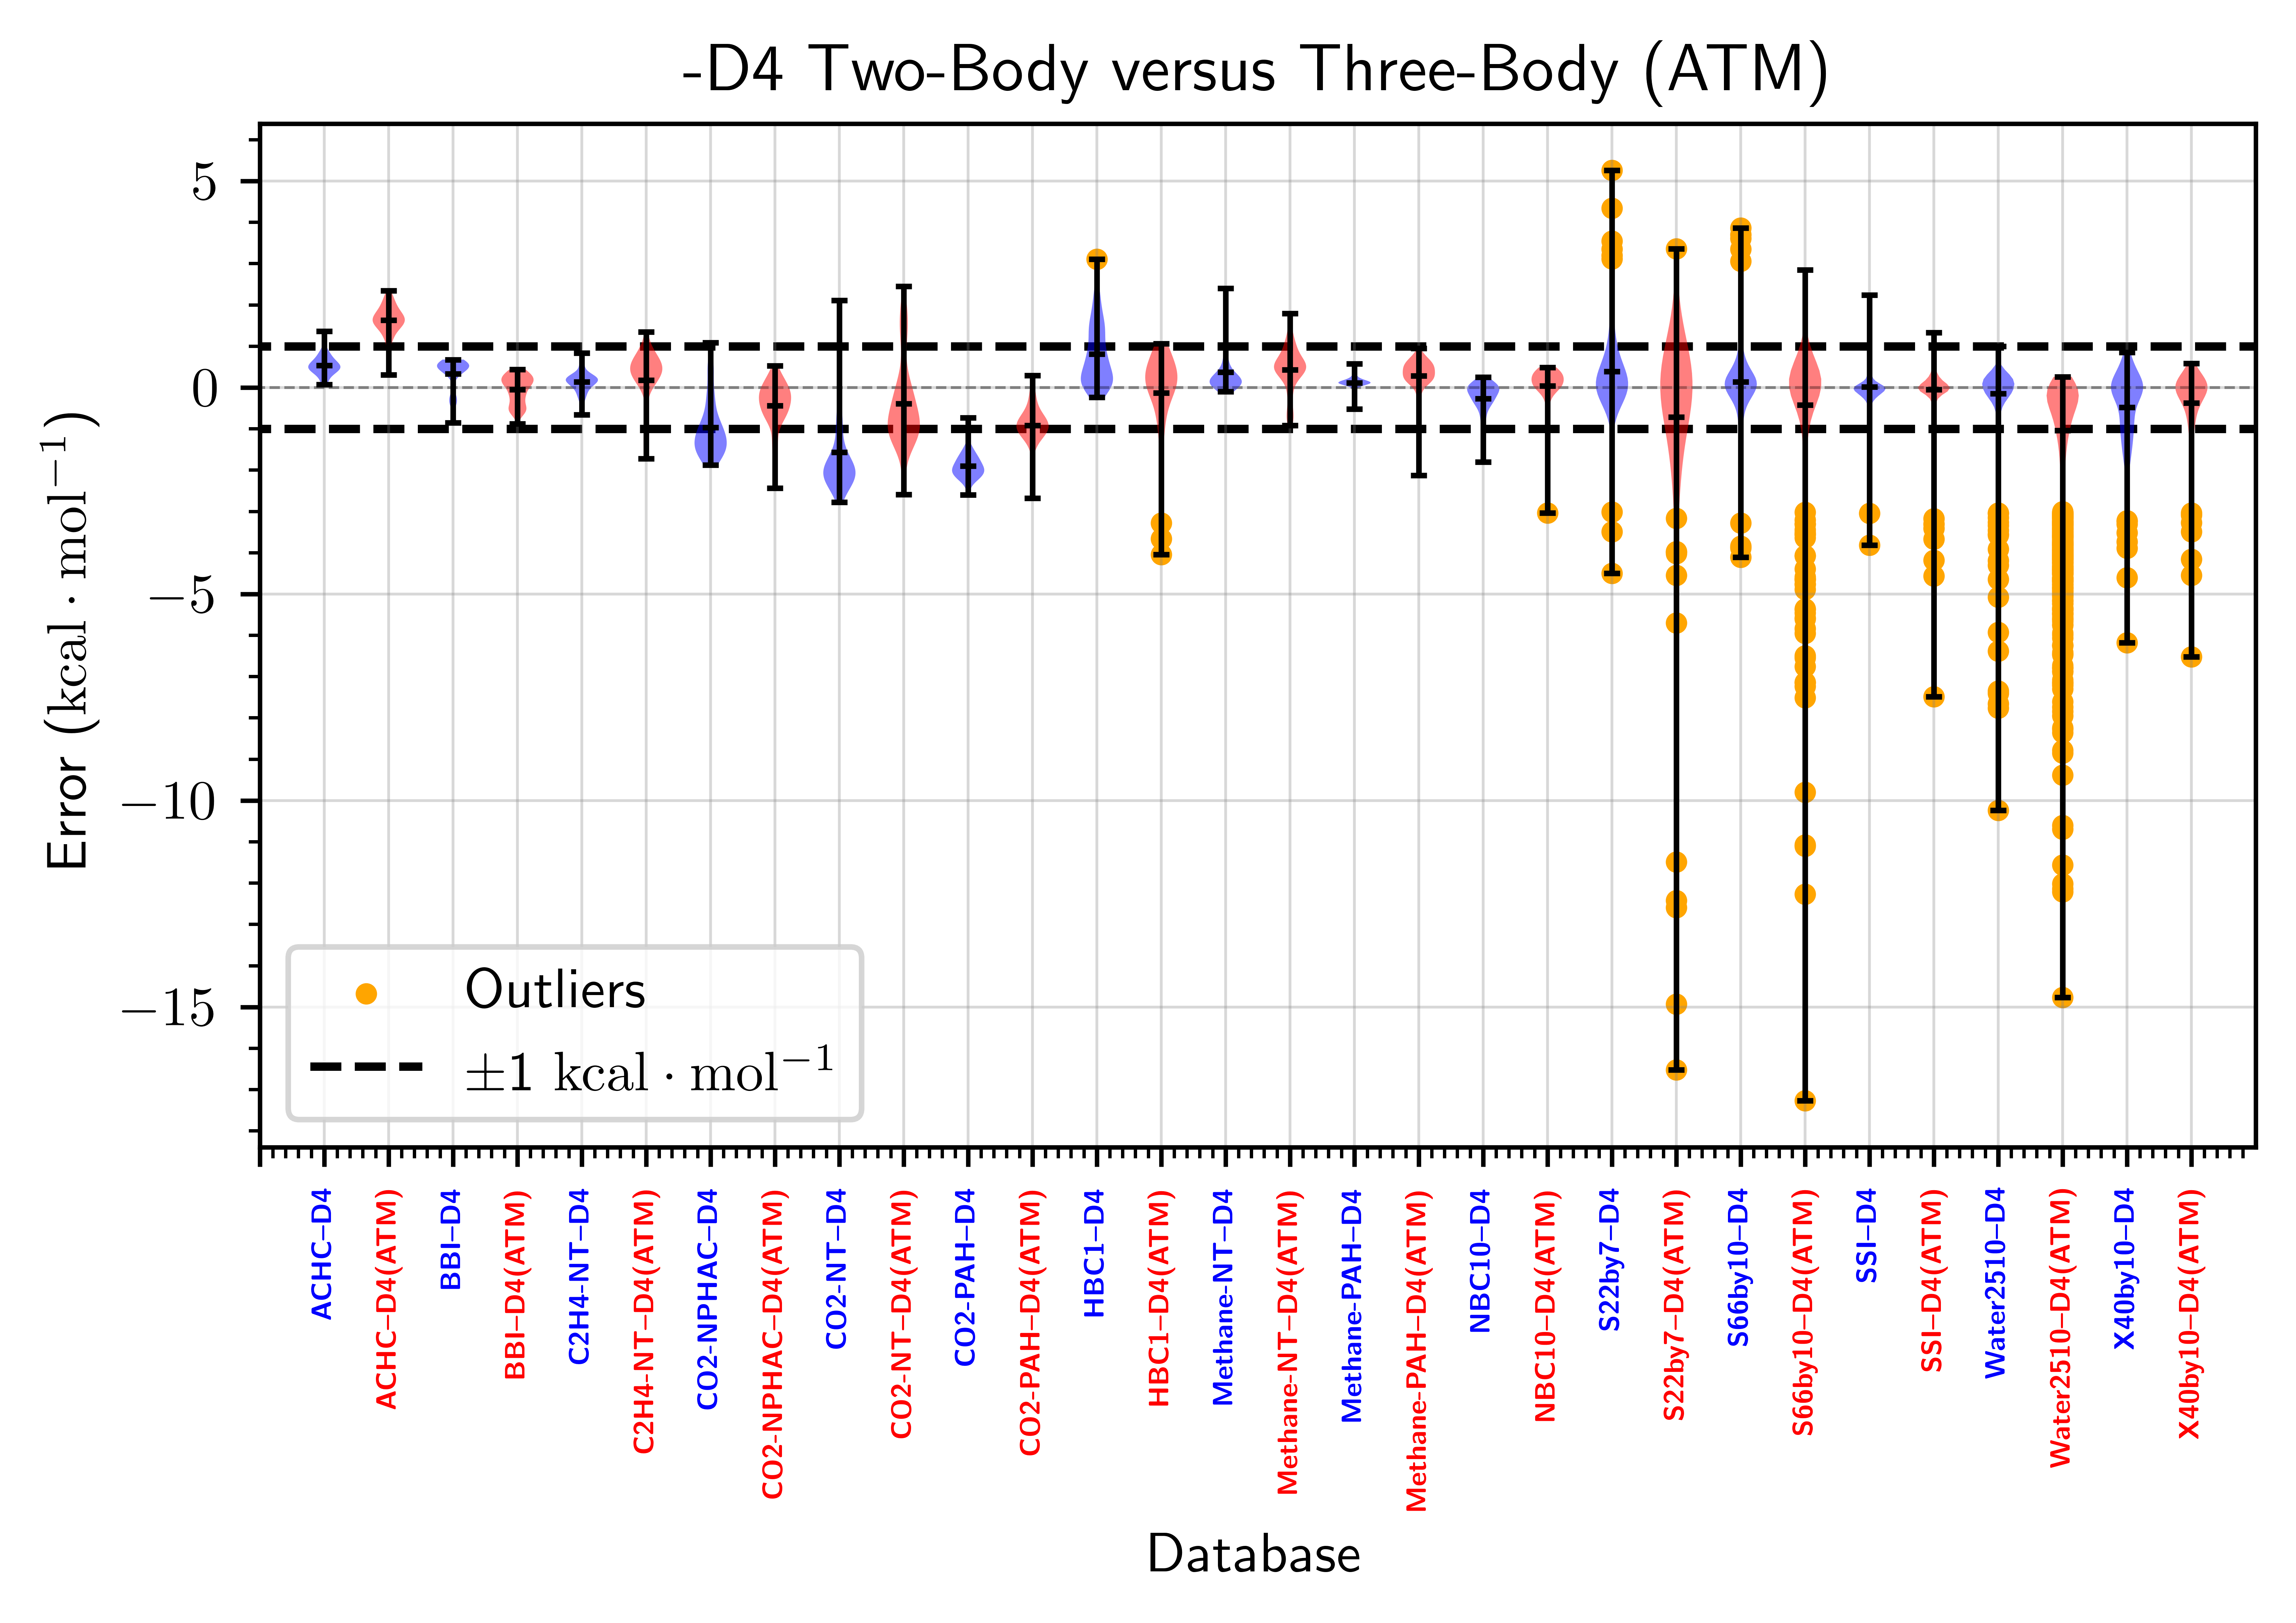 -D4 Two-Body versus Three-Body (ATM)
Error (kcal · mol⁻¹)
5
0
−5
−10
−15
Outliers
±1 kcal · mol⁻¹
ACHC−D4
ACHC−D4(ATM)
BBI−D4
BBI−D4(ATM)
C2H4-NT−D4
C2H4-NT−D4(ATM)
CO2-NPHAC−D4
CO2-NPHAC−D4(ATM)
CO2-NT−D4
CO2-NT−D4(ATM)
CO2-PAH−D4
CO2-PAH−D4(ATM)
HBC1−D4
HBC1−D4(ATM)
Methane-NT−D4
Methane-NT−D4(ATM)
Methane-PAH−D4
Methane-PAH−D4(ATM)
NBC10−D4
NBC10−D4(ATM)
S22by7−D4
S22by7−D4(ATM)
S66by10−D4
S66by10−D4(ATM)
SSI−D4
SSI−D4(ATM)
Water2510−D4
Water2510−D4(ATM)
X40by10−D4
X40by10−D4(ATM)
Database